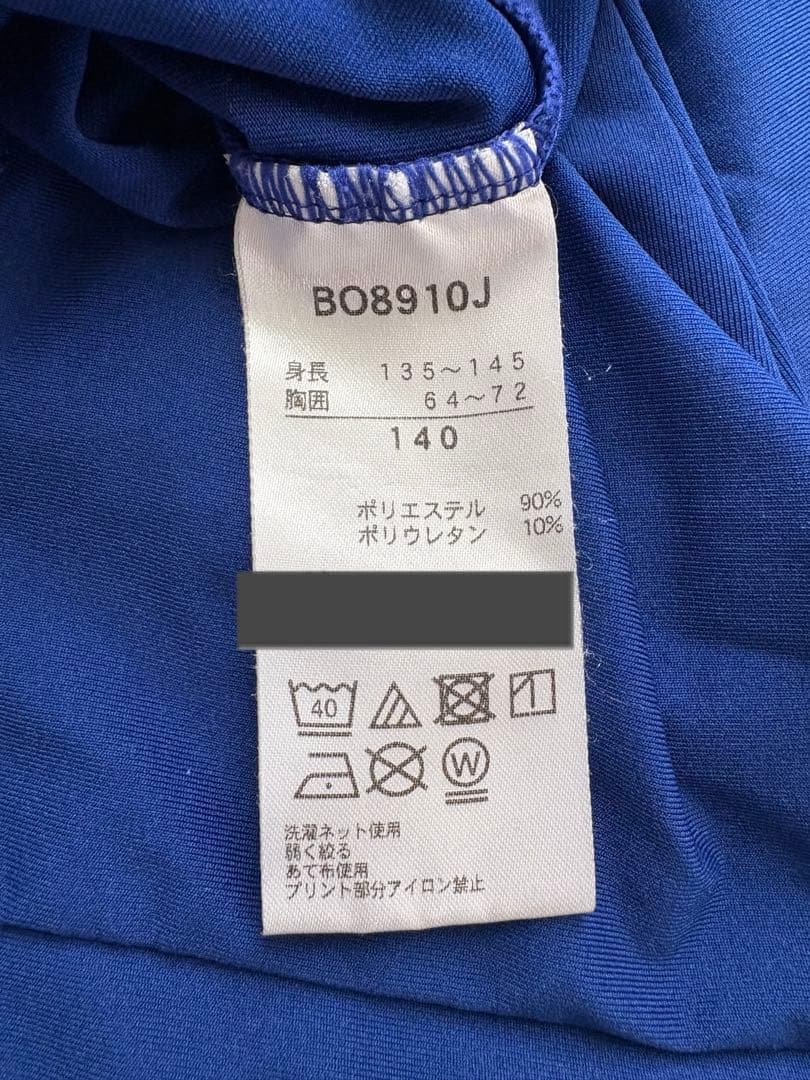 BO8910J
身長 135～145
胸囲 64～72
140
ポリエステル 90%
ポリウレタン 10%
40
W
洗濯ネット使用
弱く絞る
あて布使用
プリント部分アイロン禁止